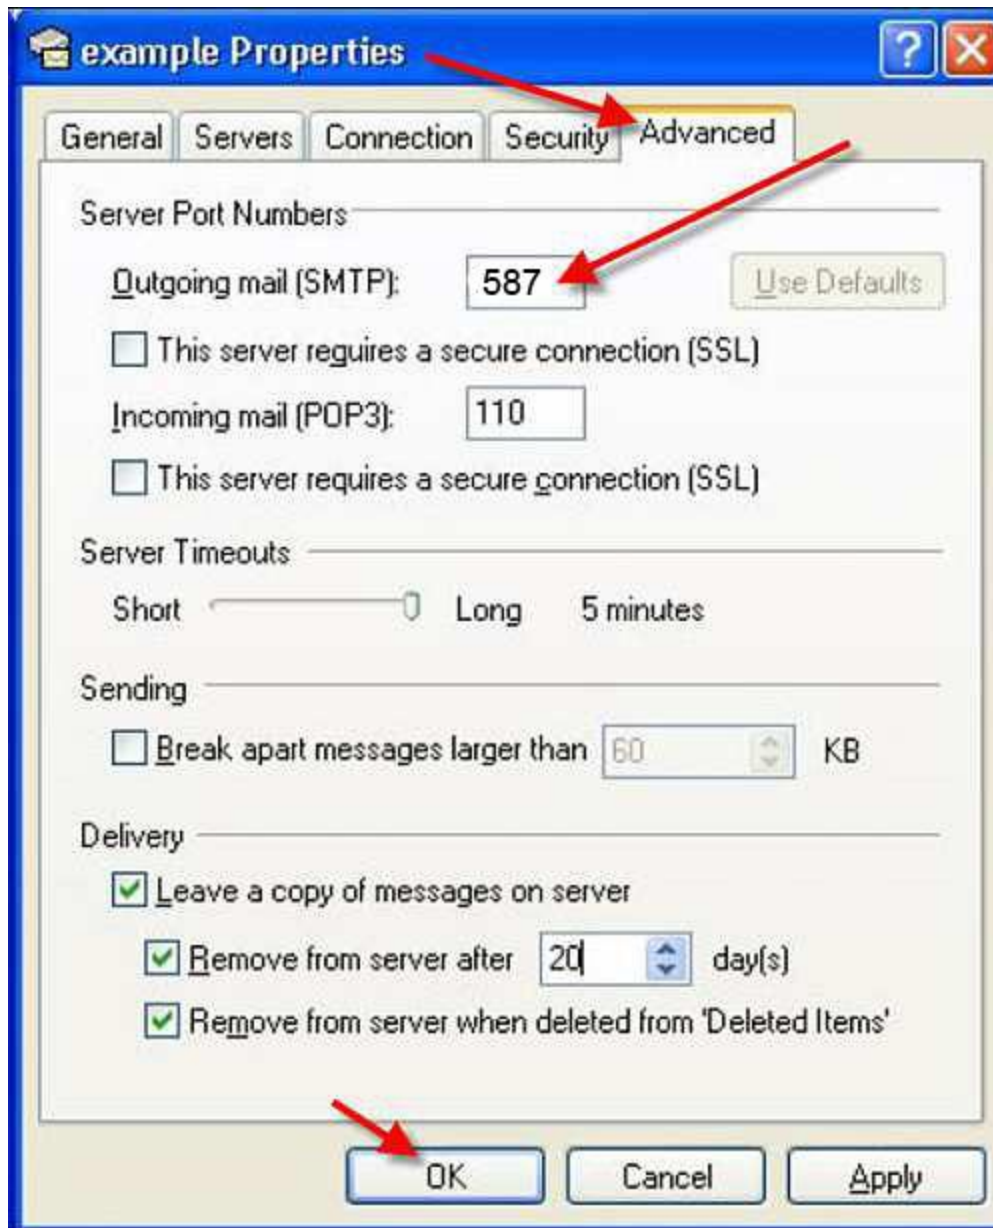 example Properties
General Servers Connection Security Advanced
Server Port Numbers
Outgoing mail (SMTP): 587 Use Defaults
This server requires a secure connection (SSL)
Incoming mail (POP3): 110
This server requires a secure connection (SSL)
Server Timeouts
Short Long 5 minutes
Sending
Break apart messages larger than 60 KB
Delivery
Leave a copy of messages on server
Remove from server after 20 day(s)
Remove from server when deleted from 'Deleted Items'
OK Cancel Apply